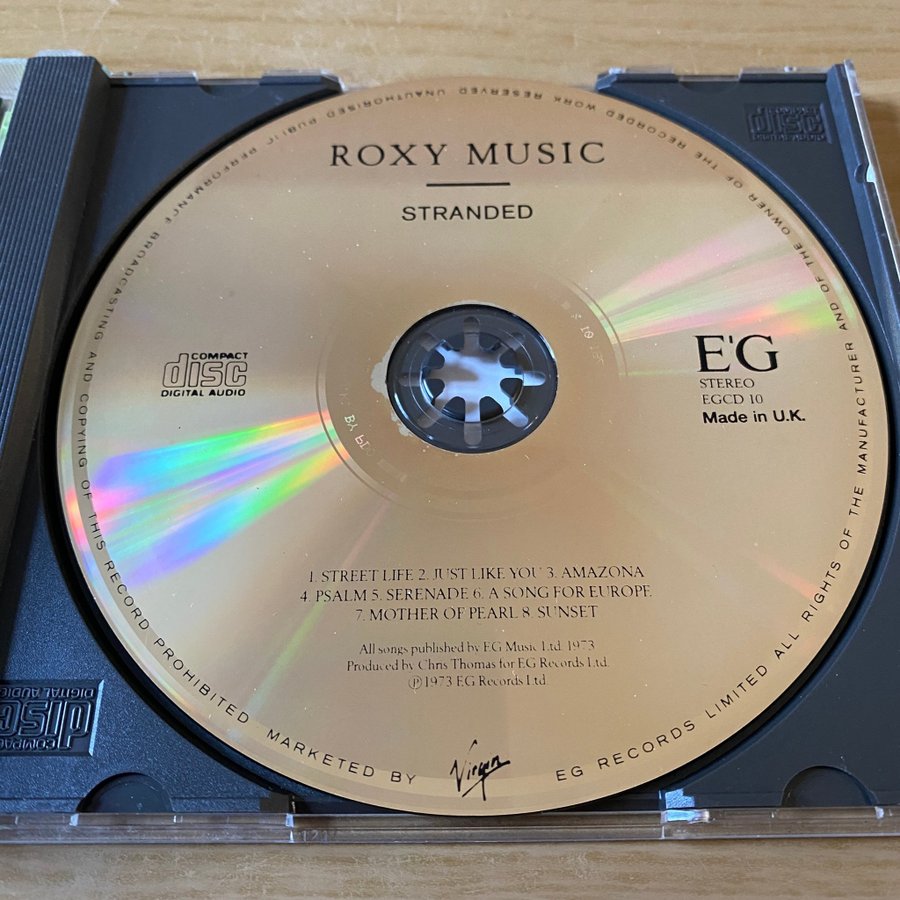 ROXY MUSIC
STRANDED
COMPACT
disc
DIGITAL AUDIO
E'G
STEREO
EGCD 10
Made in U.K.
1. STREET LIFE 2. JUST LIKE YOU 3. AMAZONA
4. PSALM 5. SERENADE 6. A SONG FOR EUROPE
7. MOTHER OF PEARL 8. SUNSET
All songs published by EG Music Ltd. 1973
Produced by Chris Thomas for EG Records Ltd.
℗ 1973 EG Records Ltd.
EG RECORDS LIMITED ALL RIGHTS OF THE MANUFACTURER AND OF THE OWNER OF THE RECORDED WORK RESERVED UNAUTHORISED PUBLIC PERFORMANCE BROADCASTING AND COPYING OF THIS RECORD PROHIBITED MARKETED BY
Virgin
COMPACT
disc
DIGITAL AUDIO
disc